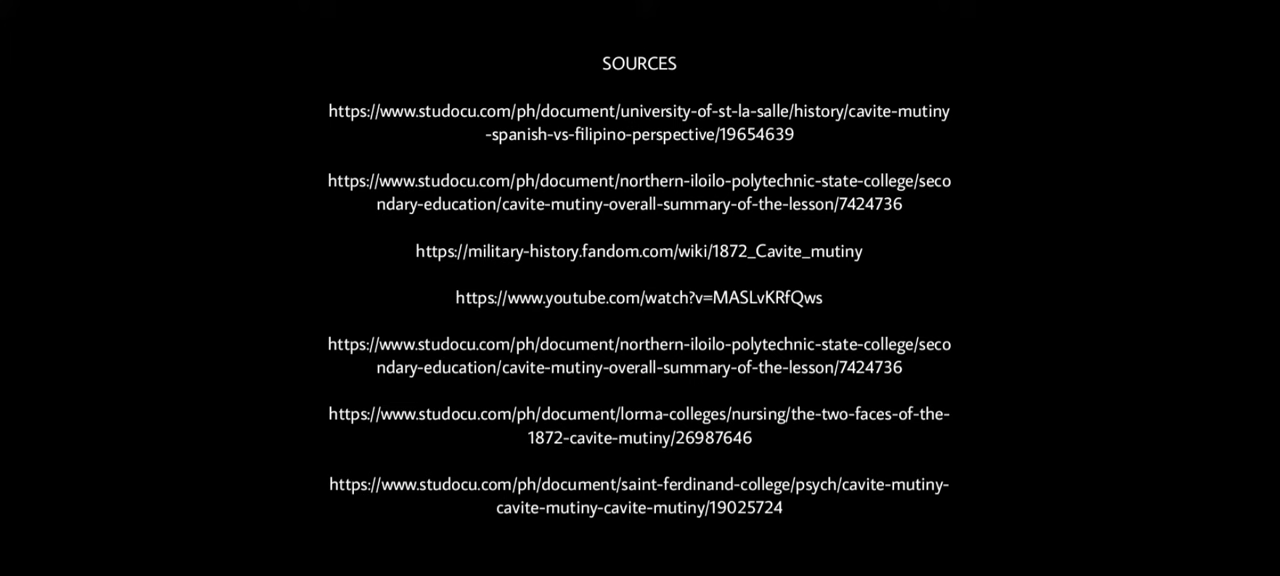 SOURCES
https://www.studocu.com/ph/document/university-of-st-la-salle/history/cavite-mutiny
-spanish-vs-filipino-perspective/19654639
https://www.studocu.com/ph/document/northern-iloilo-polytechnic-state-college/seco
ndary-education/cavite-mutiny-overall-summary-of-the-lesson/7424736
https://military-history.fandom.com/wiki/1872_Cavite_mutiny
https://www.youtube.com/watch?v=MASLvKRfQws
https://www.studocu.com/ph/document/northern-iloilo-polytechnic-state-college/seco
ndary-education/cavite-mutiny-overall-summary-of-the-lesson/7424736
https://www.studocu.com/ph/document/lorma-colleges/nursing/the-two-faces-of-the-
1872-cavite-mutiny/26987646
https://www.studocu.com/ph/document/saint-ferdinand-college/psych/cavite-mutiny-
cavite-mutiny-cavite-mutiny/19025724